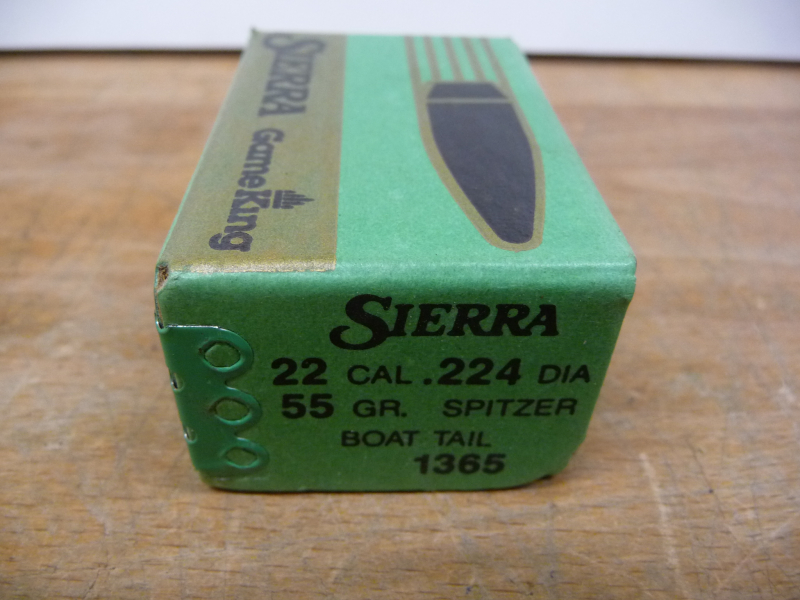 SIERRA GameKing
SIERRA
22 CAL .224 DIA
55 GR. SPITZER
BOAT TAIL
1365